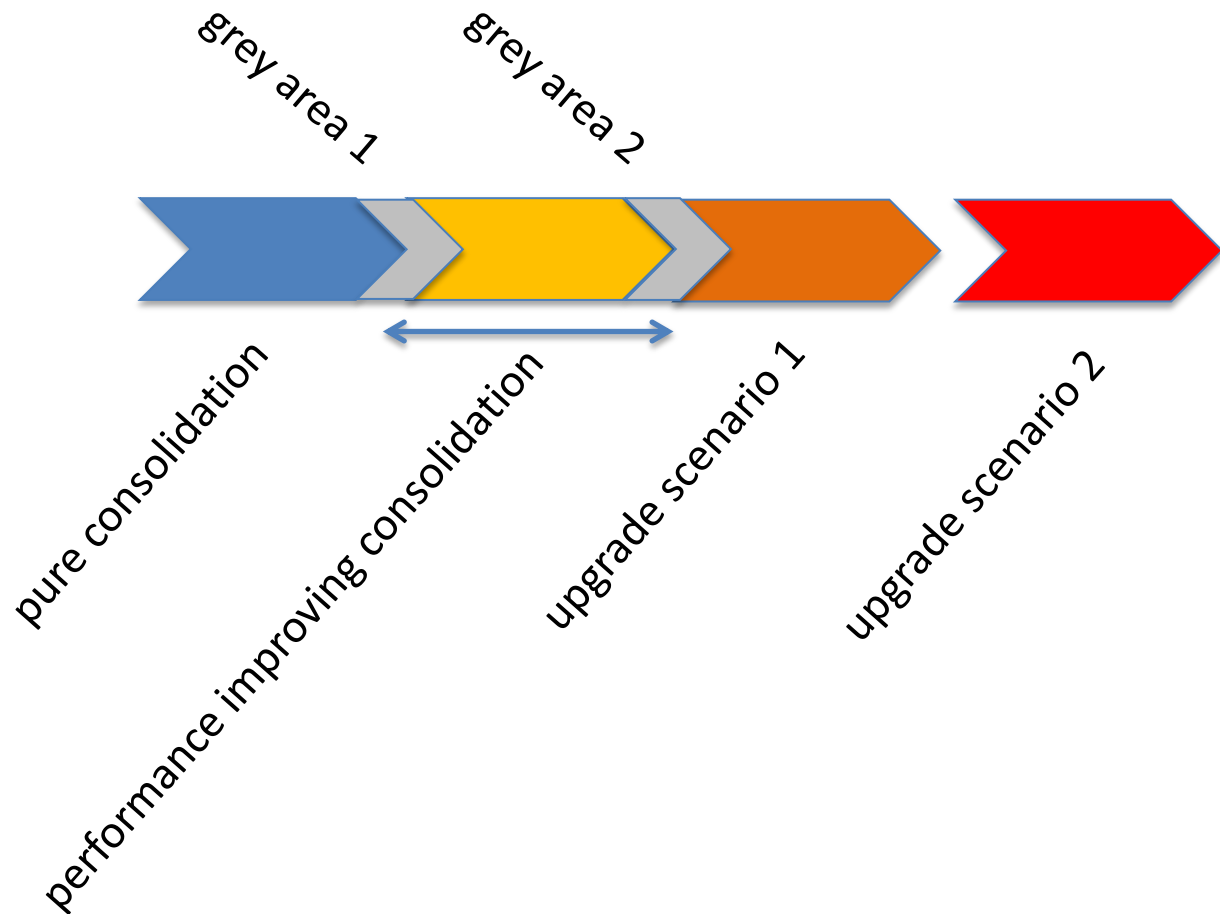 grey area 1
grey area 2
pure consolidation
performance improving consolidation
upgrade scenario 1
upgrade scenario 2